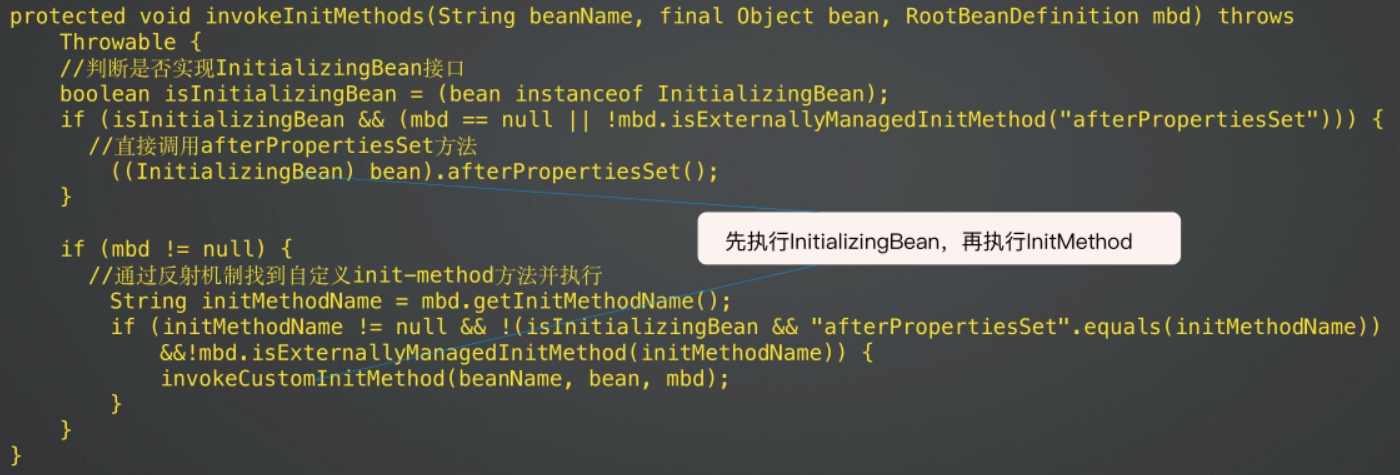 protected void invokeInitMethods(String beanName, final Object bean, RootBeanDefinition mbd) throws
Throwable {
//判断是否实现InitializingBean接口
boolean isInitializingBean = (bean instanceof InitializingBean);
if (isInitializingBean && (mbd == null || !mbd.isExternallyManagedInitMethod("afterPropertiesSet"))) {
//直接调用afterPropertiesSet方法
((InitializingBean) bean).afterPropertiesSet();
}
先执行InitializingBean，再执行InitMethod
if (mbd != null) {
//通过反射机制找到自定义init-method方法并执行
String initMethodName = mbd.getInitMethodName();
if (initMethodName != null && !(isInitializingBean && "afterPropertiesSet".equals(initMethodName))
&&!mbd.isExternallyManagedInitMethod(initMethodName)) {
invokeCustomInitMethod(beanName, bean, mbd);
}
}
}